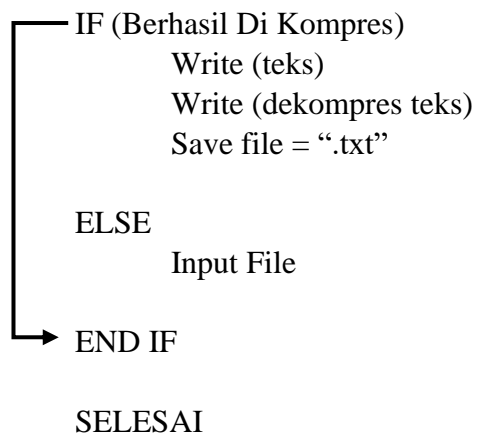 IF (Berhasil Di Kompres)
Write (teks)
Write (dekompres teks)
Save file = “.txt”
ELSE
Input File
END IF
SELESAI